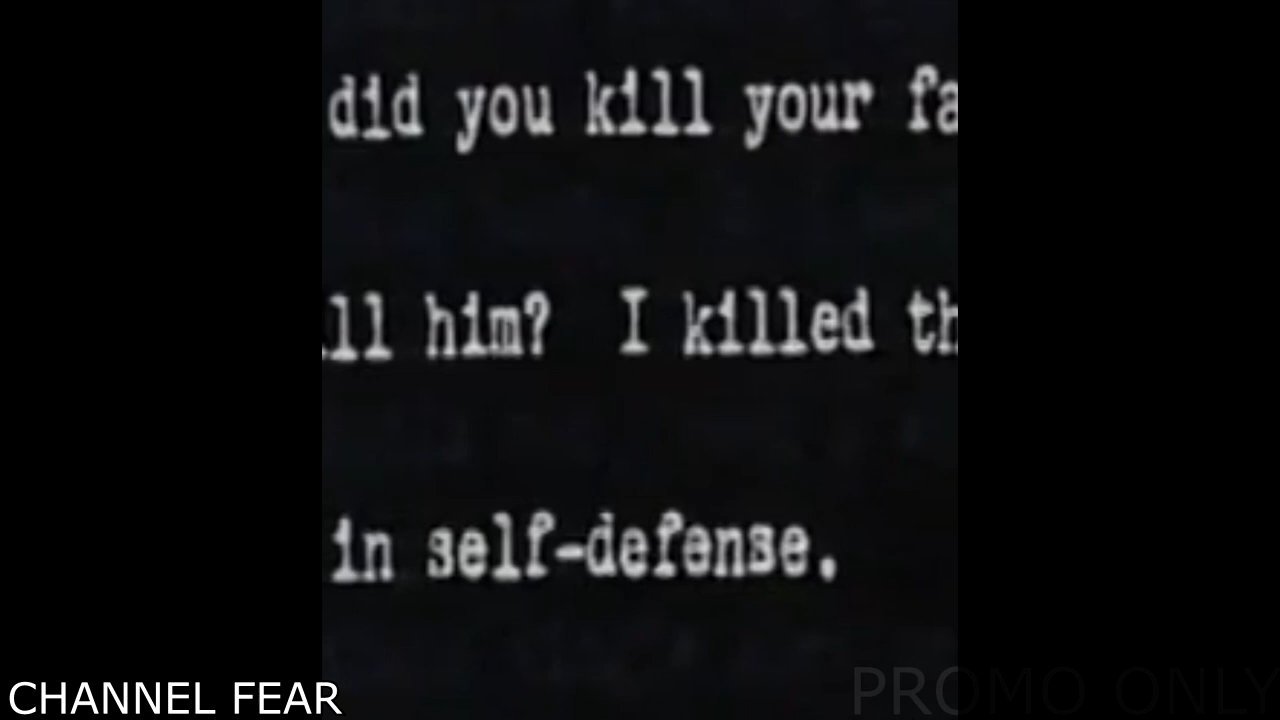 did you kill your fa
ll him? I killed th
in self-defense.
CHANNEL FEAR
PROMO ONLY